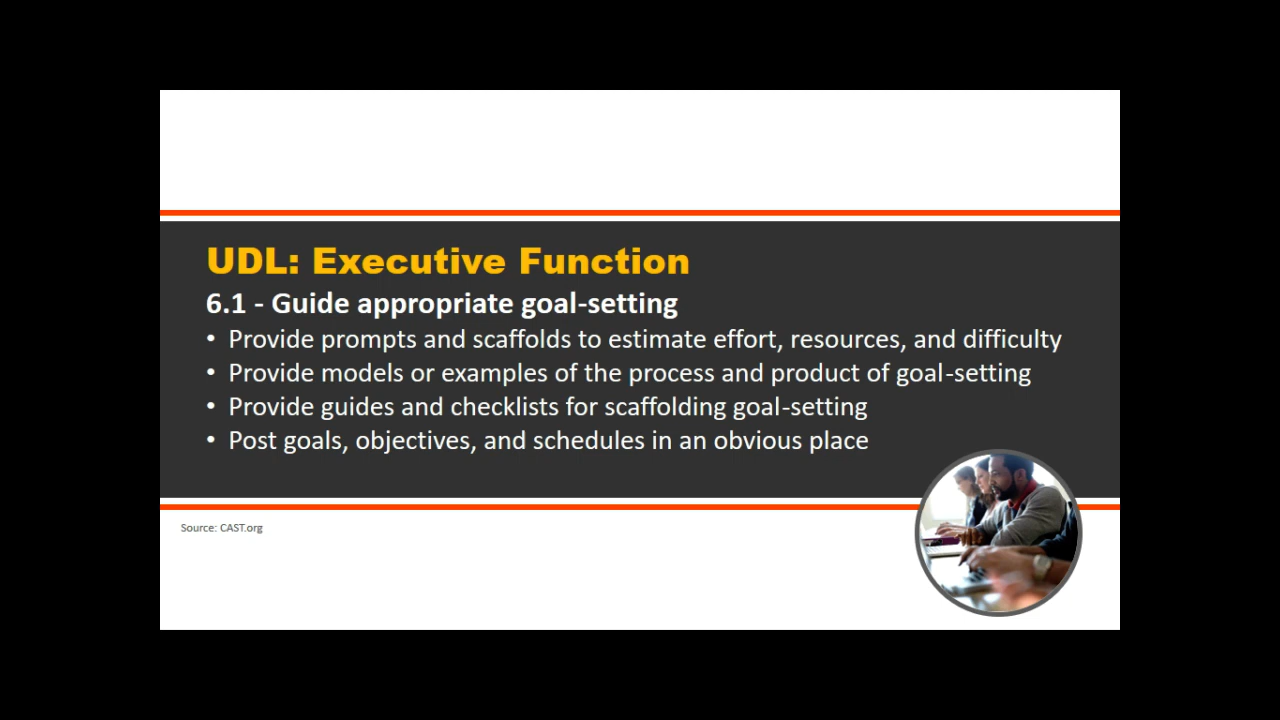 UDL: Executive Function
6.1 - Guide appropriate goal-setting
• Provide prompts and scaffolds to estimate effort, resources, and difficulty
• Provide models or examples of the process and product of goal-setting
• Provide guides and checklists for scaffolding goal-setting
• Post goals, objectives, and schedules in an obvious place
Source: CAST.org